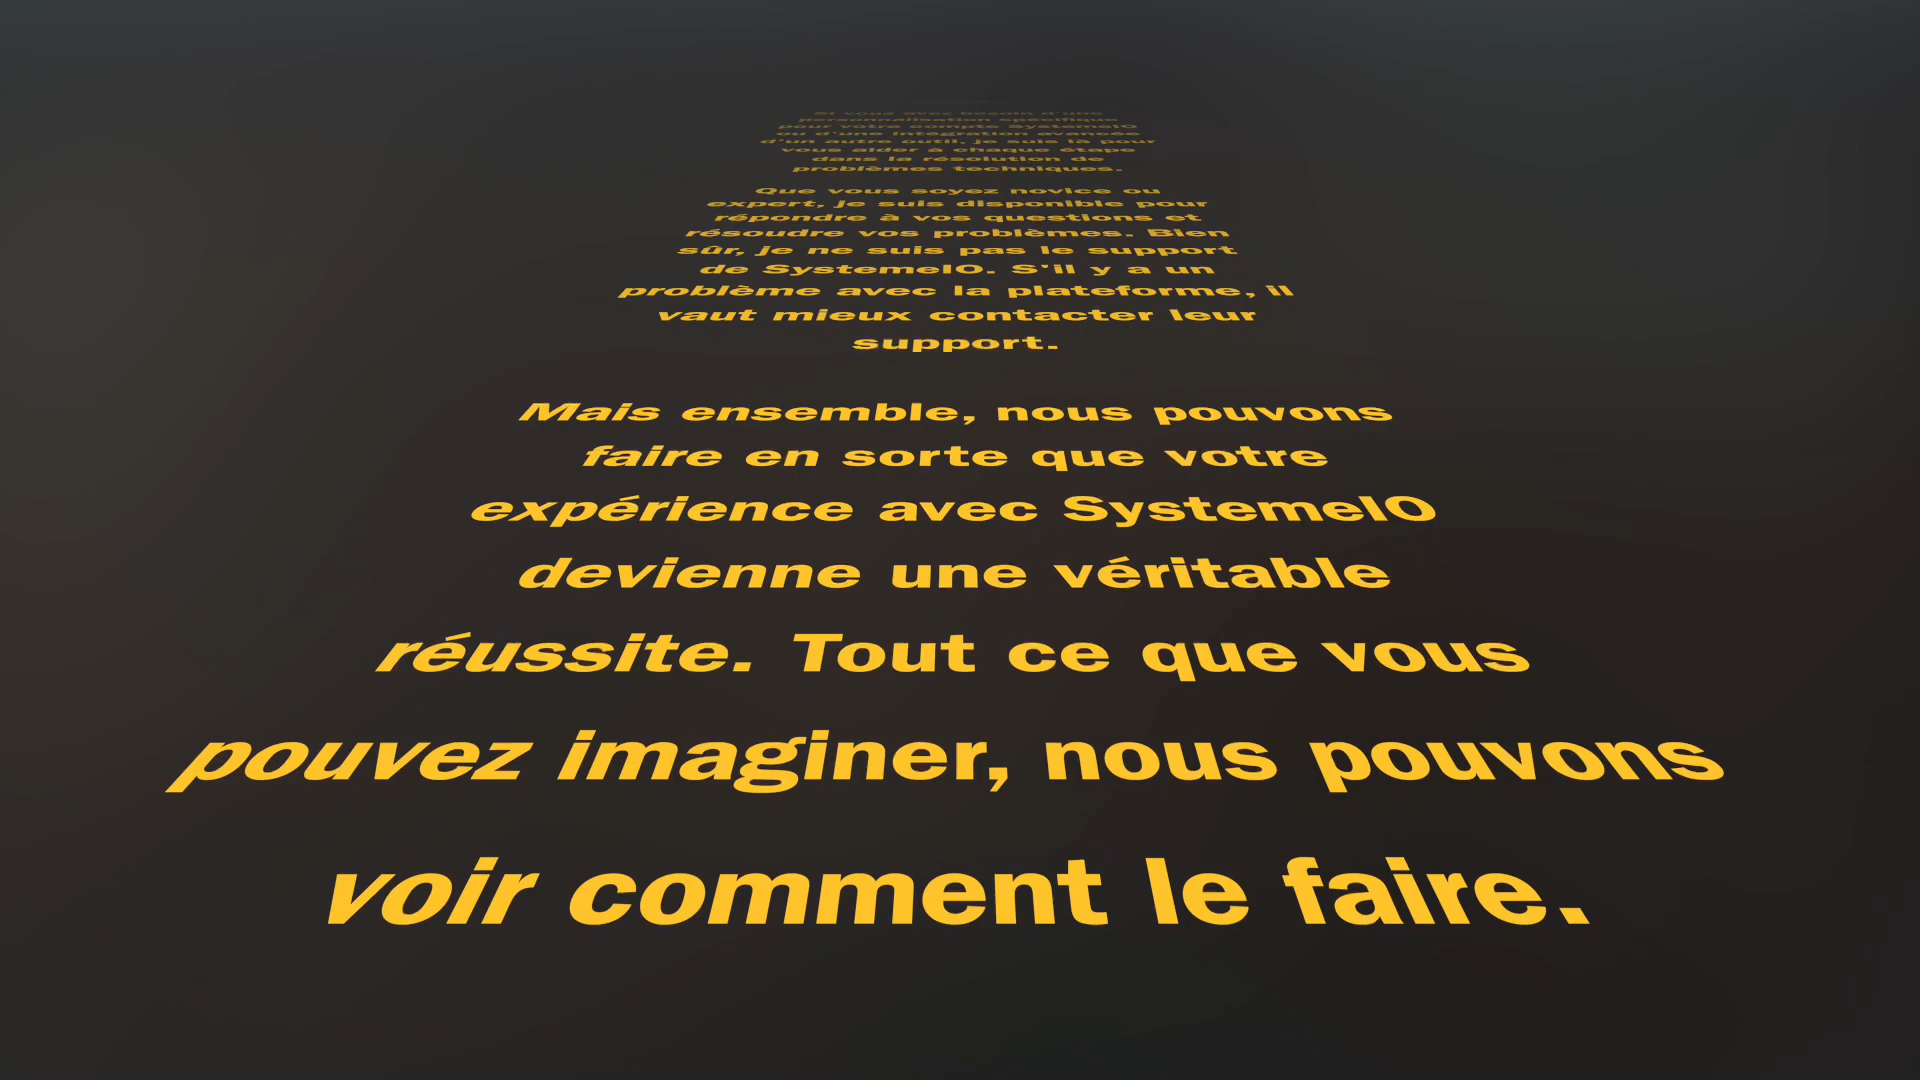 Si vous avez besoin d'une
personnalisation spécifique
pour votre compte SystemeIO
ou d'une intégration avancée
d'un autre outil, je suis là pour
vous aider à chaque étape
dans la résolution de
problèmes techniques.
Que vous soyez novice ou
expert, je suis disponible pour
répondre à vos questions et
résoudre vos problèmes. Bien
sûr, je ne suis pas le support
de SystemeIO. S'il y a un
problème avec la plateforme, il
vaut mieux contacter leur
support.
Mais ensemble, nous pouvons
faire en sorte que votre
expérience avec SystemeIO
devienne une véritable
réussite. Tout ce que vous
pouvez imaginer, nous pouvons
voir comment le faire.